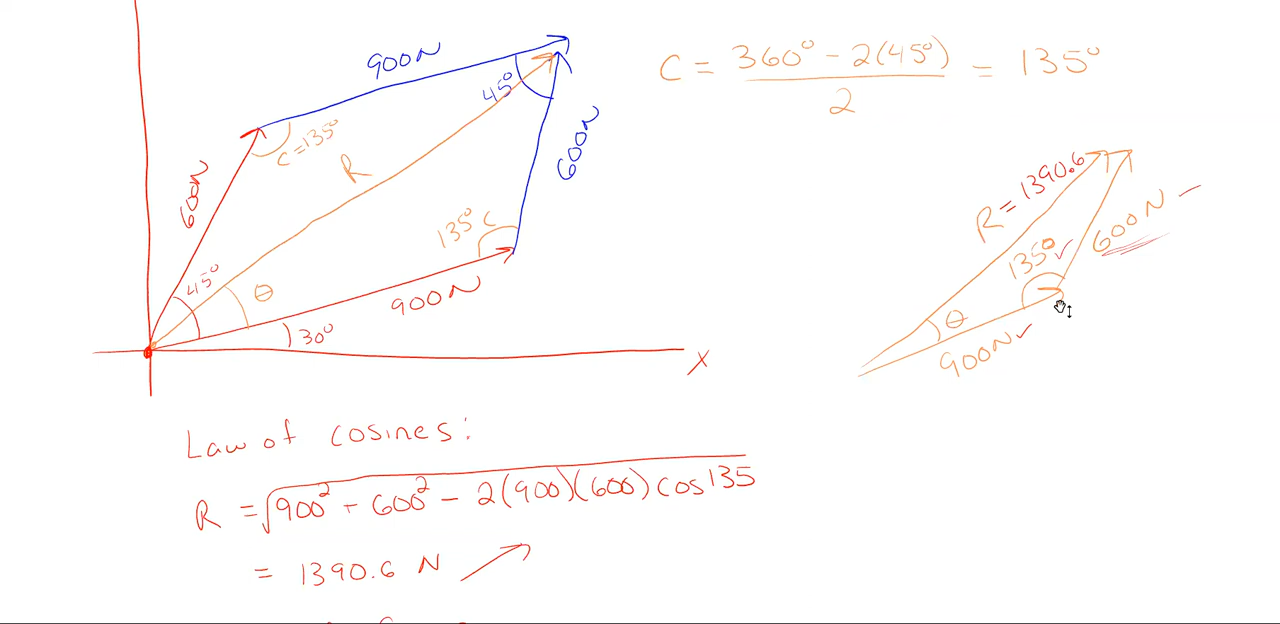 900N
C = (360° - 2(45°))/2 = 135°
45°
C=135°
600N
R
600N
R = 1390.6
600N
135°
135° C
45°
θ
900N
30°
θ
900N
X
Law of cosines:
R = √900² + 600² - 2(900)(600) cos 135
= 1390.6 N